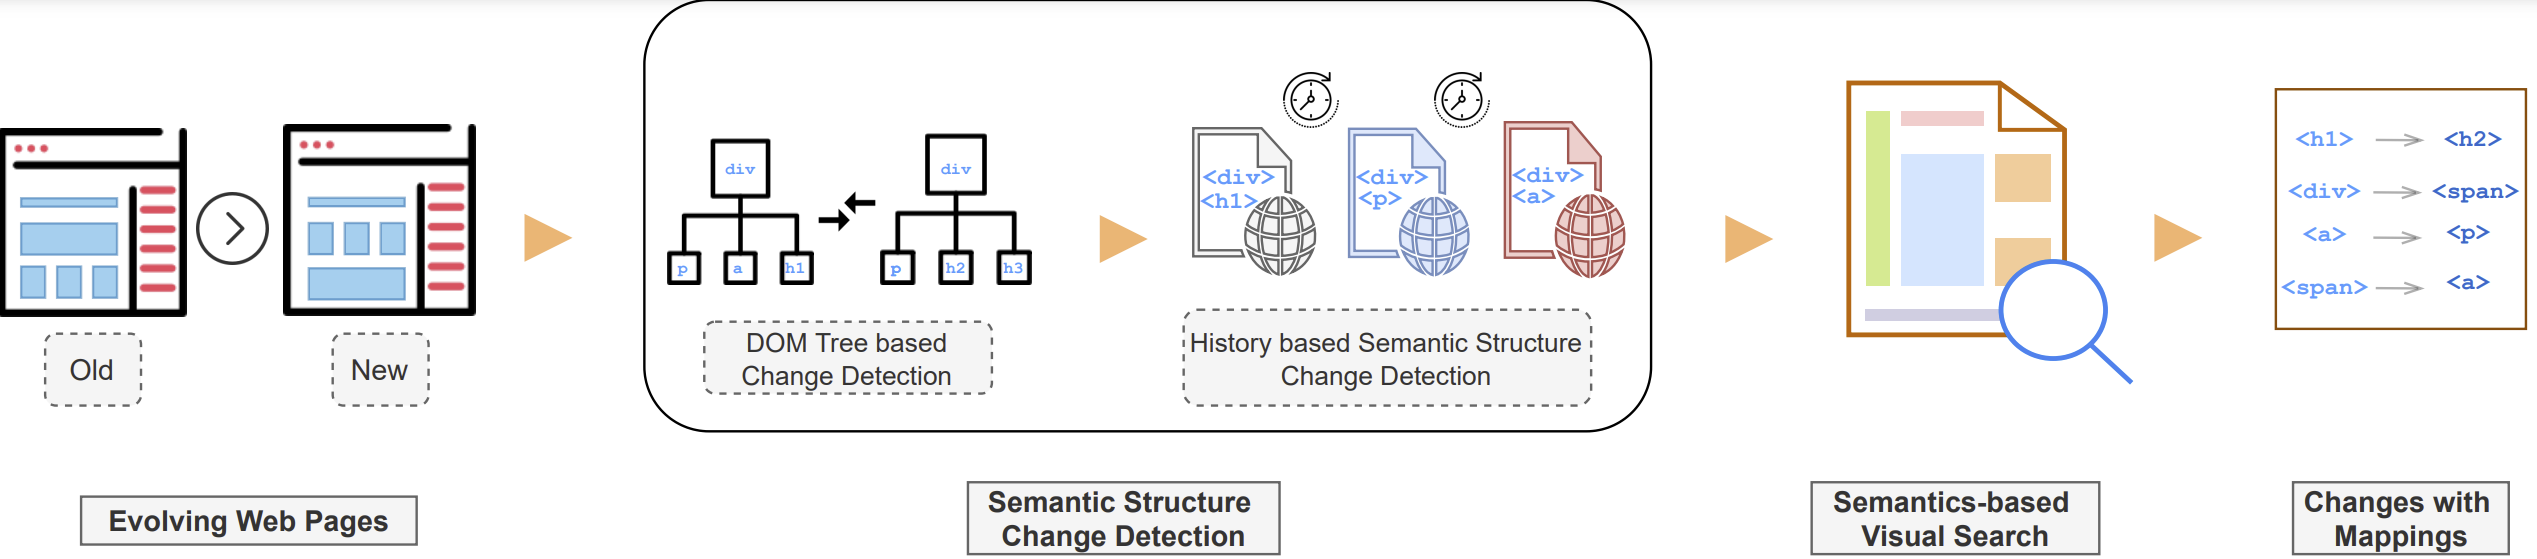 Old
New
Evolving Web Pages
div
p
a
h1
div
p
h2
h3
DOM Tree based
Change Detection
<div>
<h1>
<div>
<p>
<div>
<a>
History based Semantic Structure
Change Detection
Semantic Structure
Change Detection
Semantics-based
Visual Search
<h1> <h2>
<div> <span>
<a> <p>
<span> <a>
Changes with
Mappings